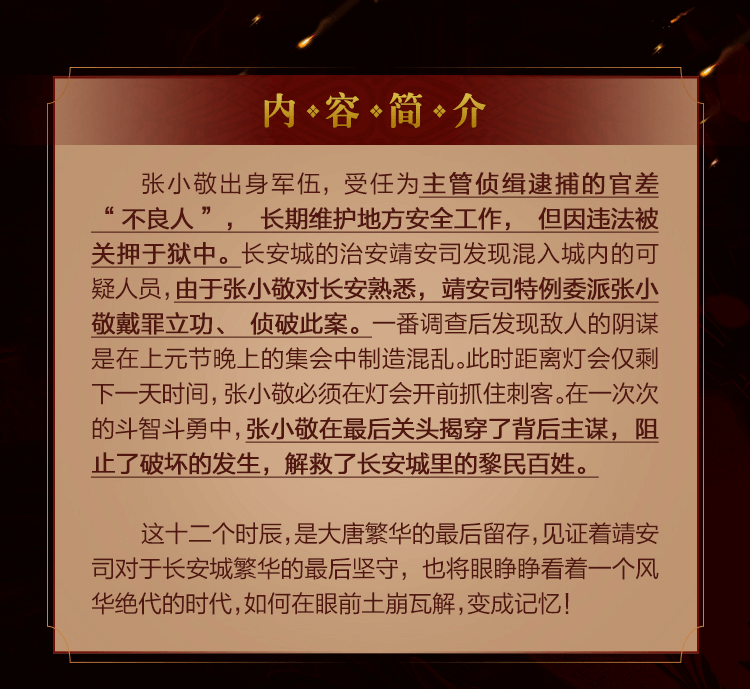 内容简介
张小敬出身军伍，受任为主管侦缉逮捕的官差
“不良人”，长期维护地方安全工作，但因违法被
关押于狱中。长安城的治安靖安司发现混入城内的可
疑人员，由于张小敬对长安熟悉，靖安司特例委派张小
敬戴罪立功、侦破此案。一番调查后发现敌人的阴谋
是在上元节晚上的集会中制造混乱。此时距离灯会仅剩
下一天时间，张小敬必须在灯会开前抓住刺客。在一次次
的斗智斗勇中，张小敬在最后关头揭穿了背后主谋，阻
止了破坏的发生，解救了长安城里的黎民百姓。
这十二个时辰，是大唐繁华的最后留存，见证着靖安
司对于长安城繁华的最后坚守，也将眼睁睁看着一个风
华绝代的时代，如何在眼前土崩瓦解，变成记忆！